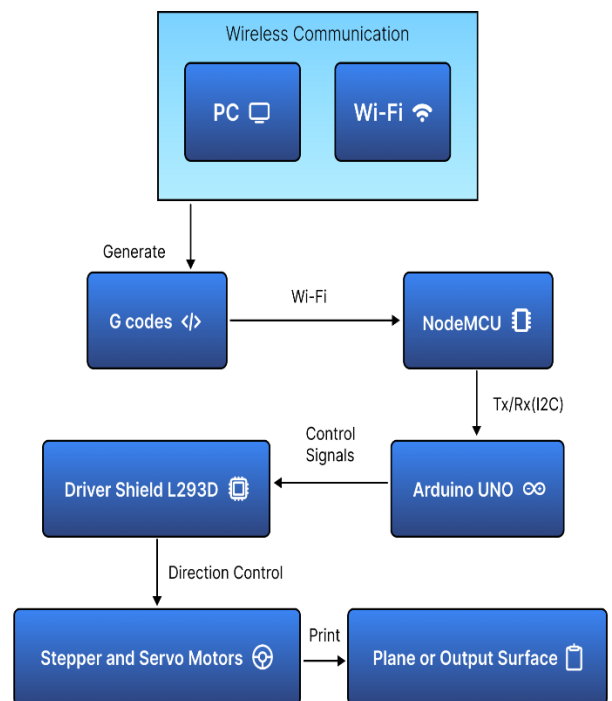 Wireless Communication
PC
Wi-Fi
Generate
G codes </>
Wi-Fi
NodeMCU
Tx/Rx(I2C)
Control
Signals
Driver Shield L293D
Arduino UNO
Direction Control
Stepper and Servo Motors
Print
Plane or Output Surface